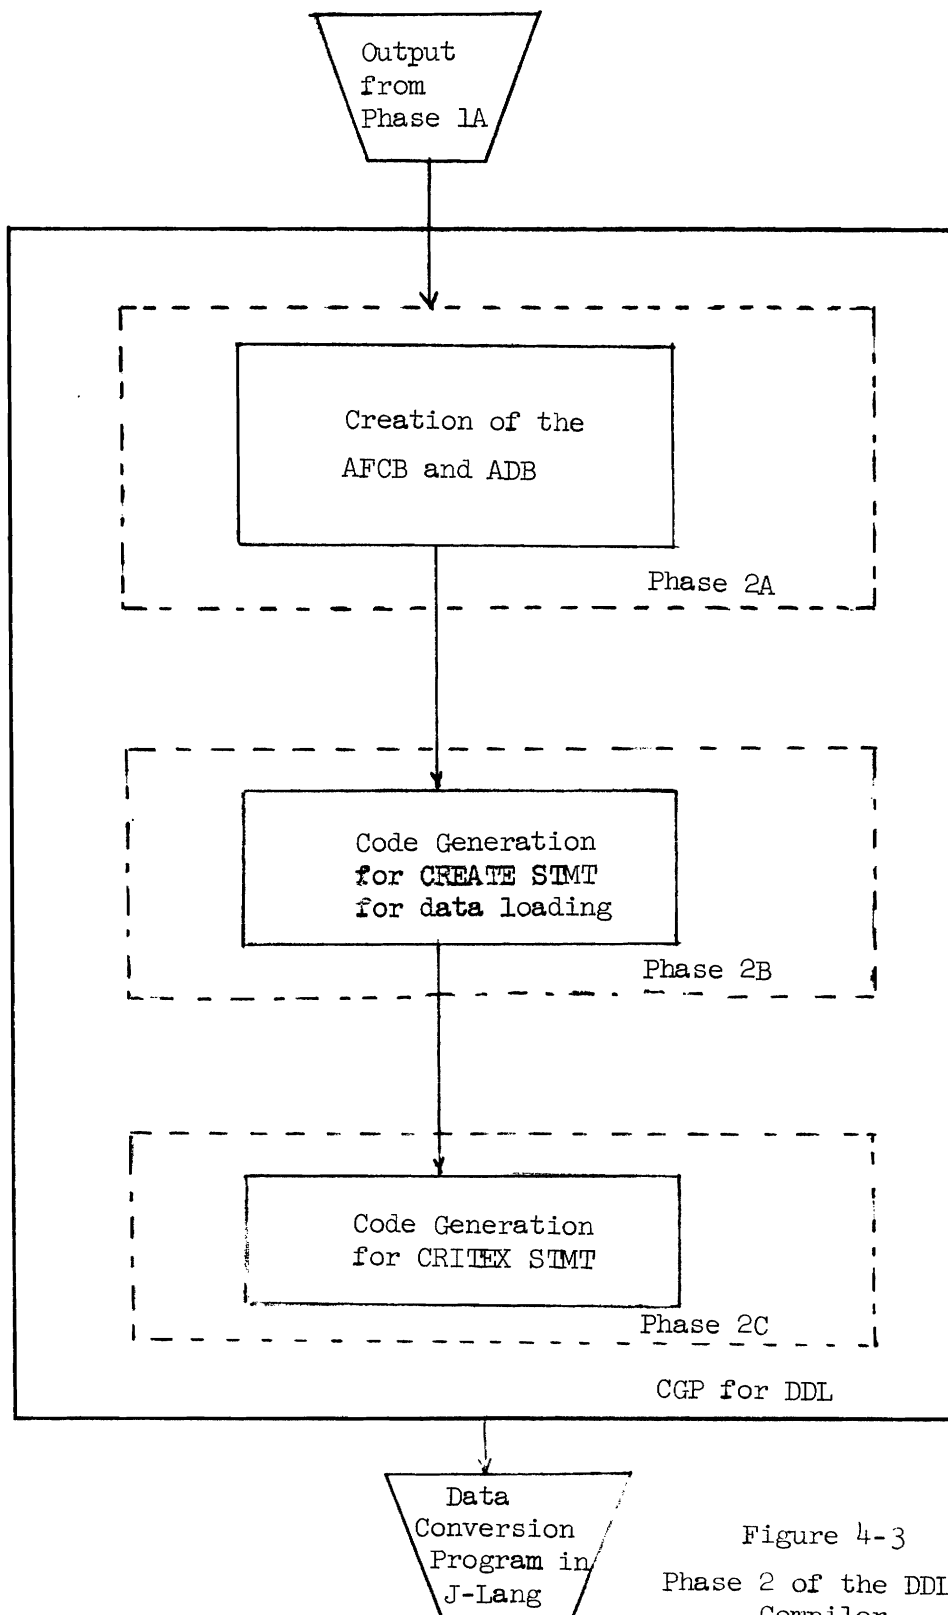 Output
from
Phase 1A
Creation of the
AFCB and ADB
Phase 2A
Code Generation
for CREATE STMT
for data loading
Phase 2B
Code Generation
for CRITEX STMT
Phase 2C
CGP for DDL
Data
Conversion
Program in
J-Lang
Figure 4-3
Phase 2 of the DDL
Compiler